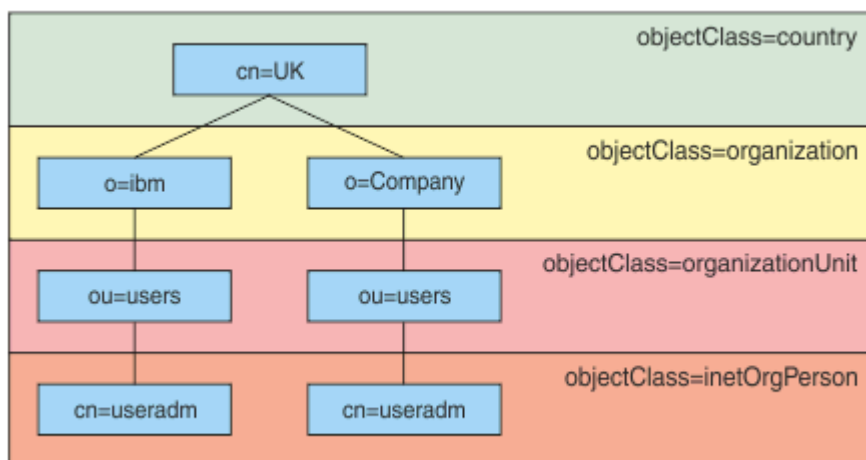 objectClass=country
cn=UK
objectClass=organization
o=ibm
o=Company
objectClass=organizationUnit
ou=users
ou=users
objectClass=inetOrgPerson
cn=useradm
cn=useradm